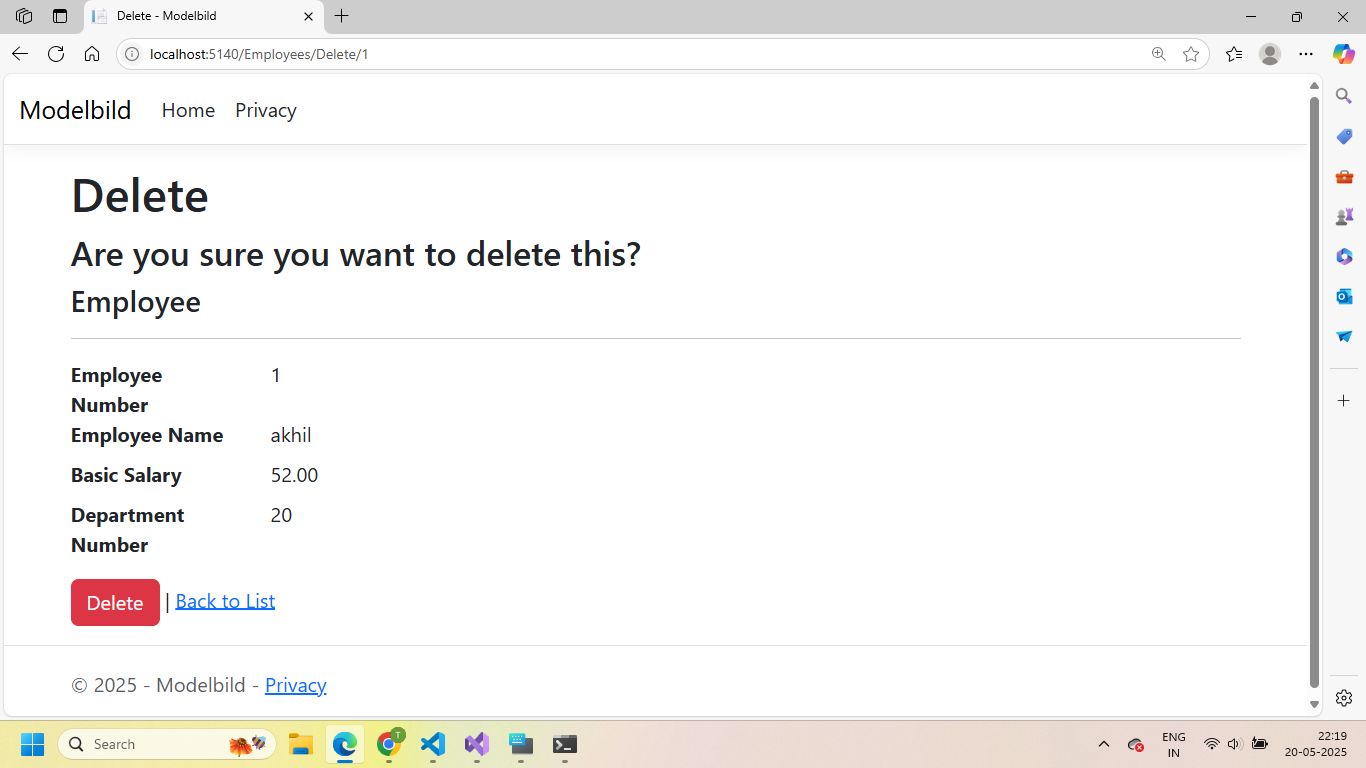 Delete - Modelbild
localhost:5140/Employees/Delete/1
Modelbild Home Privacy
Delete
Are you sure you want to delete this?
Employee
Employee Number 1
Employee Name akhil
Basic Salary 52.00
Department Number 20
Delete | Back to List
© 2025 - Modelbild - Privacy
Search
T
ENG
IN
22:19
20-05-2025